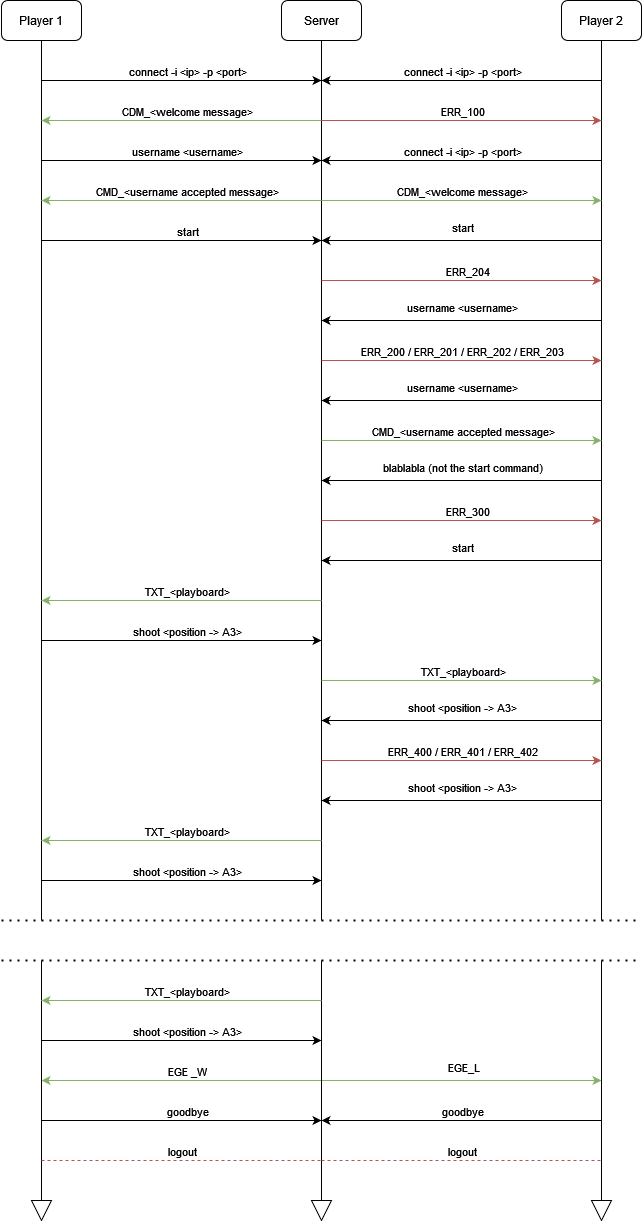 Player 1
Server
Player 2
connect -i <ip> -p <port>
connect -i <ip> -p <port>
CDM_<welcome message>
ERR_100
username <username>
connect -i <ip> -p <port>
CMD_<username accepted message>
CDM_<welcome message>
start
start
ERR_204
username <username>
ERR_200 / ERR_201 / ERR_202 / ERR_203
username <username>
CMD_<username accepted message>
blablabla (not the start command)
ERR_300
start
TXT_<playboard>
shoot <position -> A3>
TXT_<playboard>
shoot <position -> A3>
ERR_400 / ERR_401 / ERR_402
shoot <position -> A3>
TXT_<playboard>
shoot <position -> A3>
TXT_<playboard>
shoot <position -> A3>
EGE _W
EGE_L
goodbye
goodbye
logout
logout